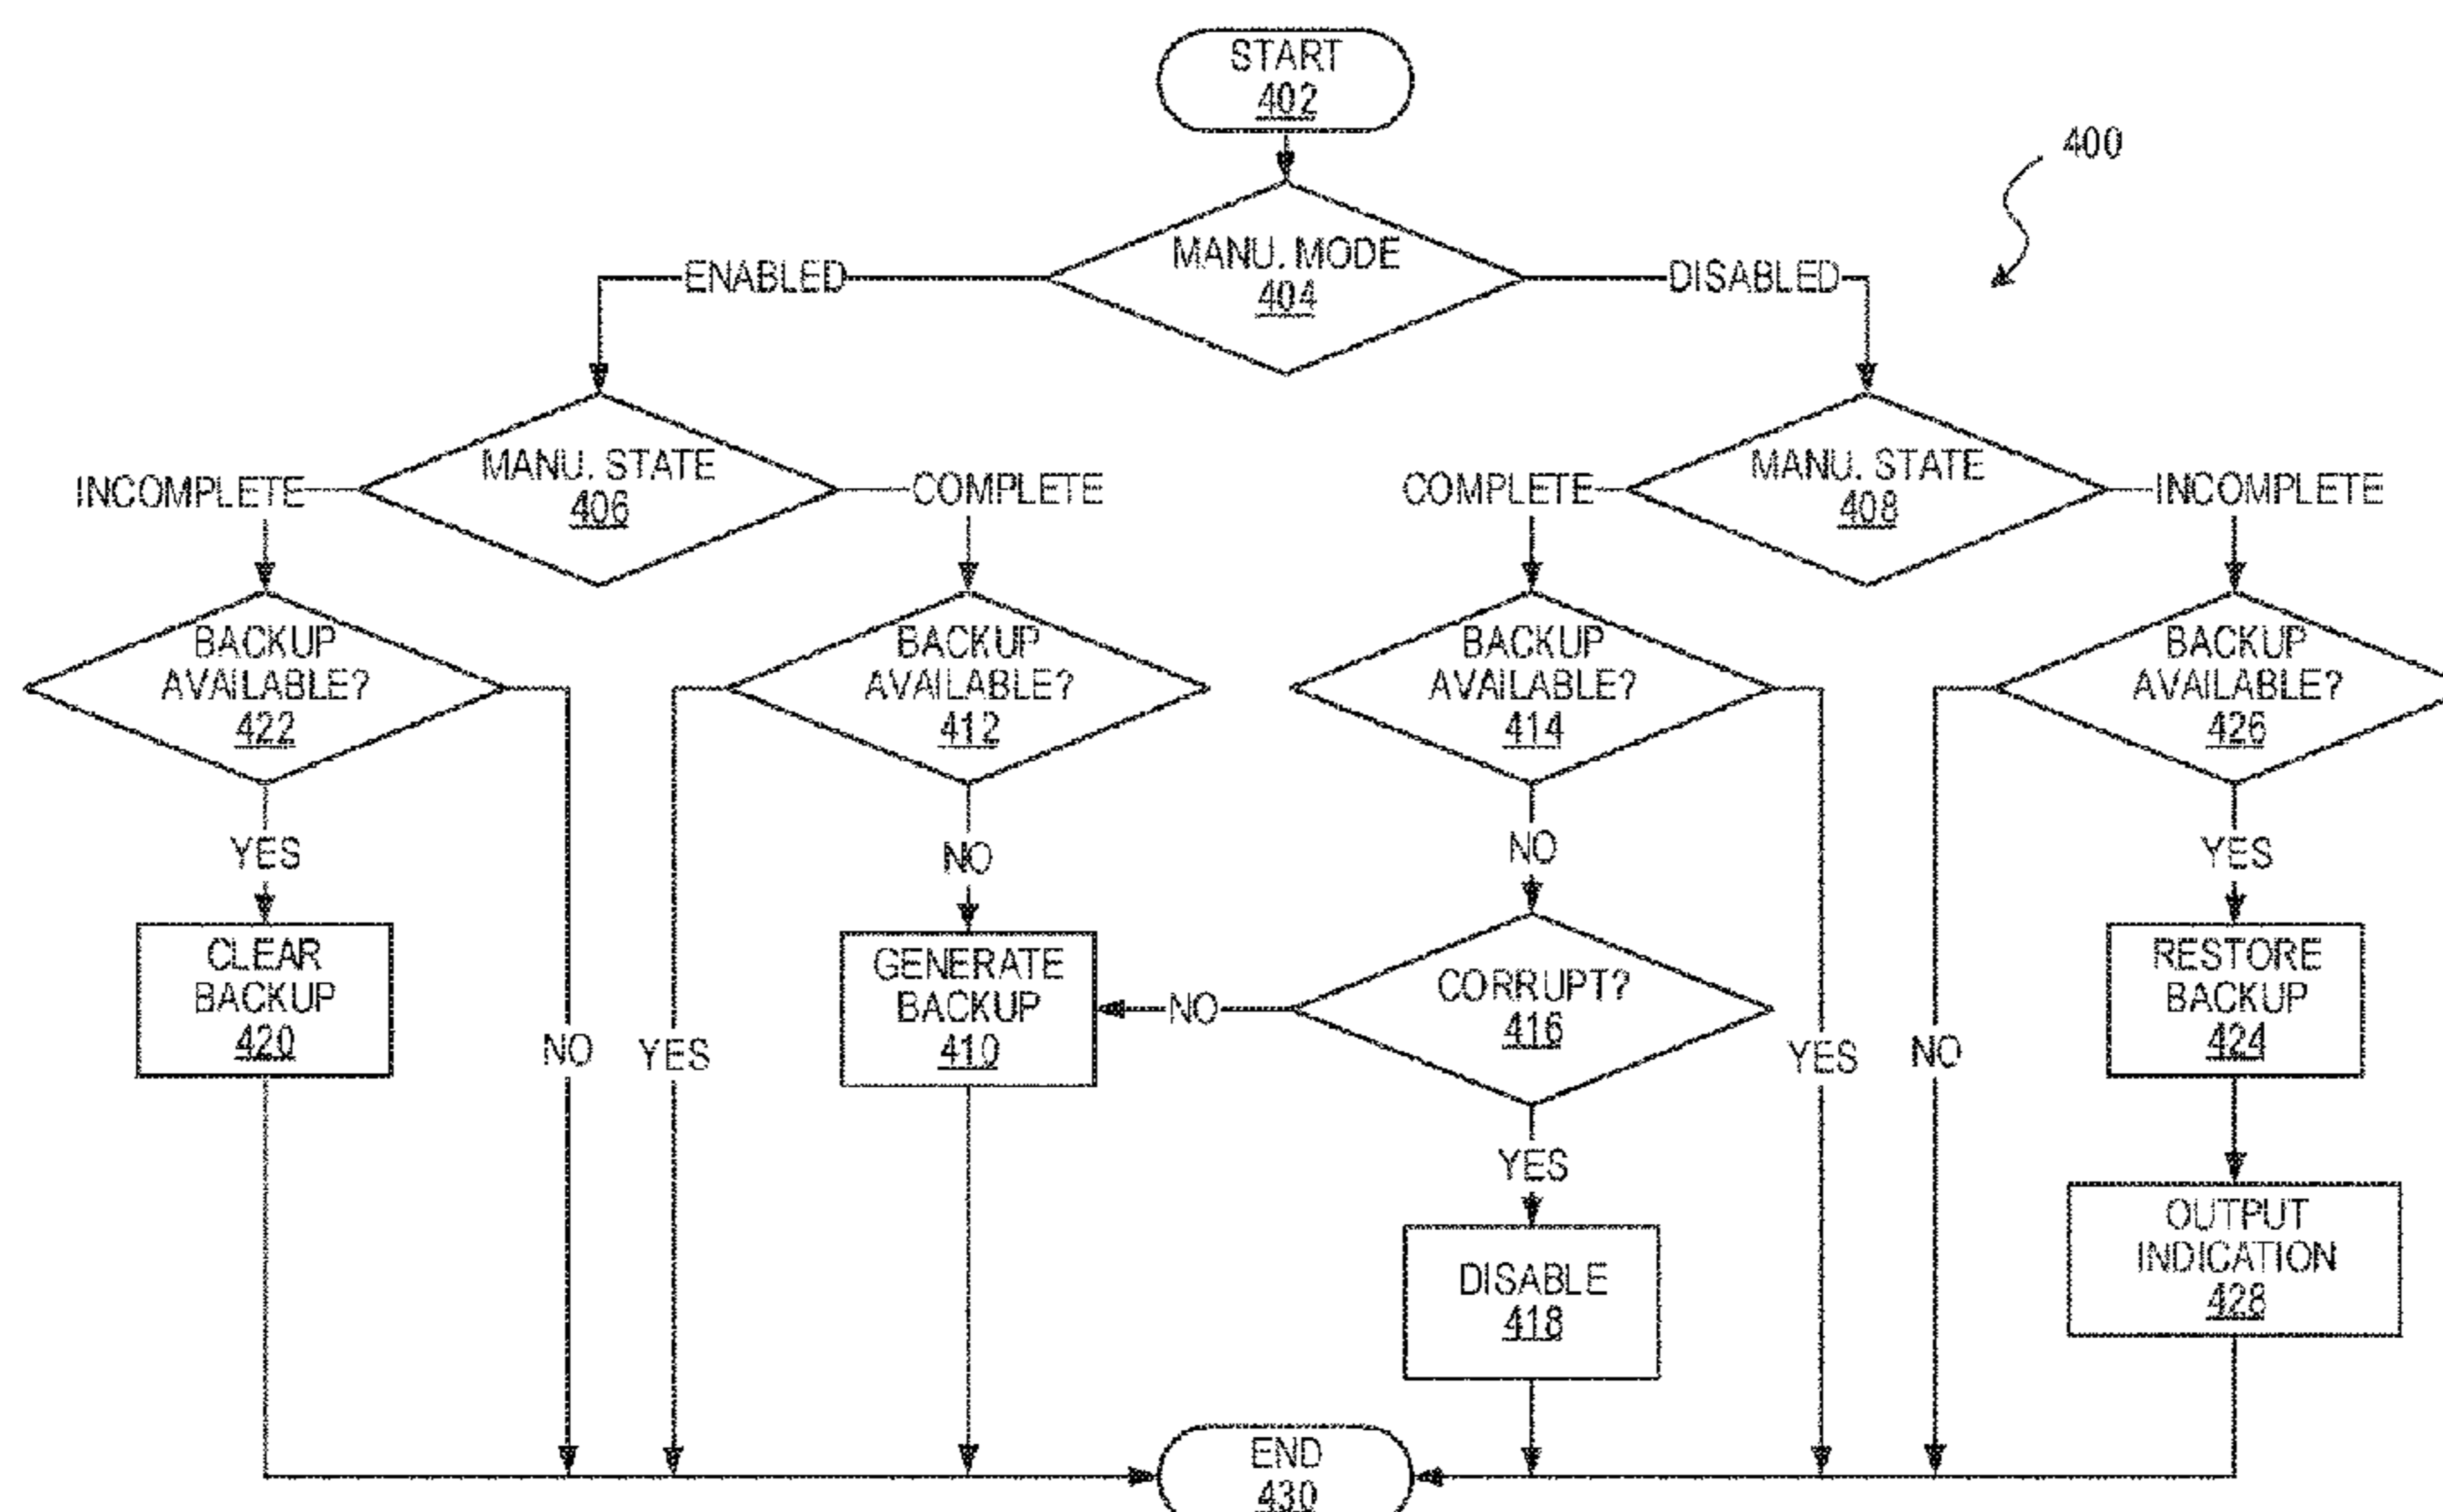 START
402
400
MANU. MODE
404
ENABLED
DISABLED
MANU. STATE
406
INCOMPLETE
COMPLETE
MANU. STATE
408
COMPLETE
INCOMPLETE
BACKUP
AVAILABLE?
422
BACKUP
AVAILABLE?
412
BACKUP
AVAILABLE?
414
BACKUP
AVAILABLE?
426
YES
NO
NO
YES
CLEAR
BACKUP
420
GENERATE
BACKUP
410
NO
CORRUPT?
416
RESTORE
BACKUP
424
NO
YES
YES
NO
YES
DISABLE
418
OUTPUT
INDICATION
428
END
430